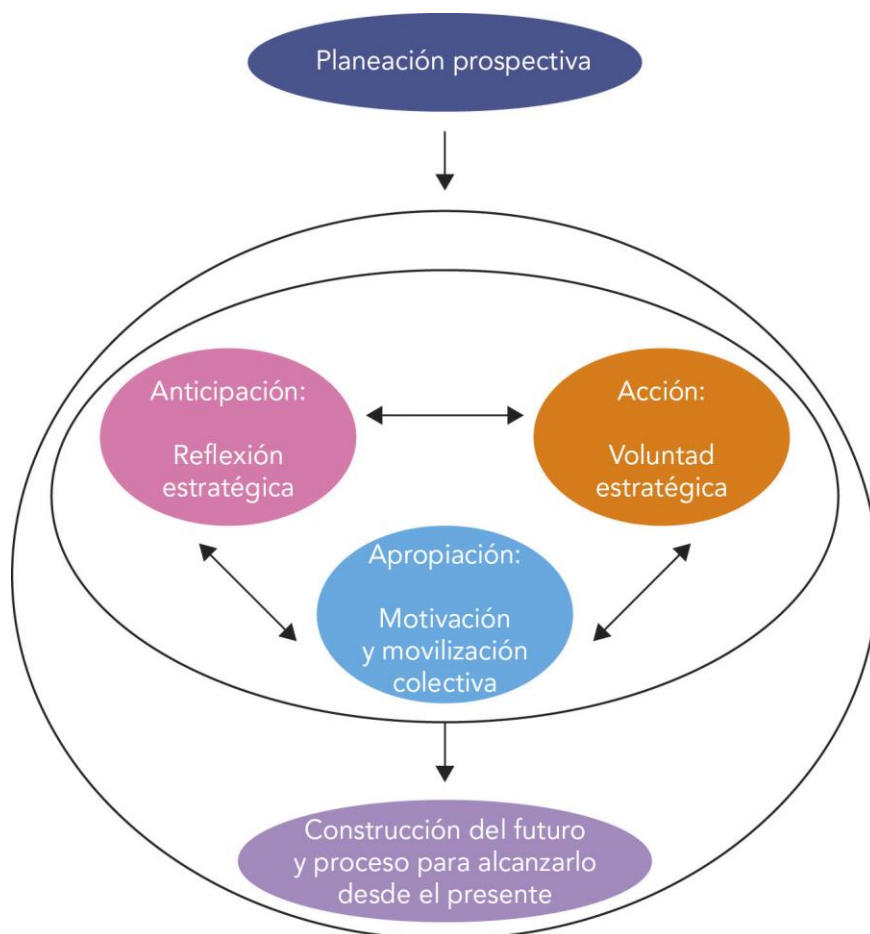 Planeación prospectiva
Anticipación:
Reflexión
estratégica
Acción:
Voluntad
estratégica
Apropiación:
Motivación
y movilización
colectiva
Construcción del futuro
y proceso para alcanzarlo
desde el presente